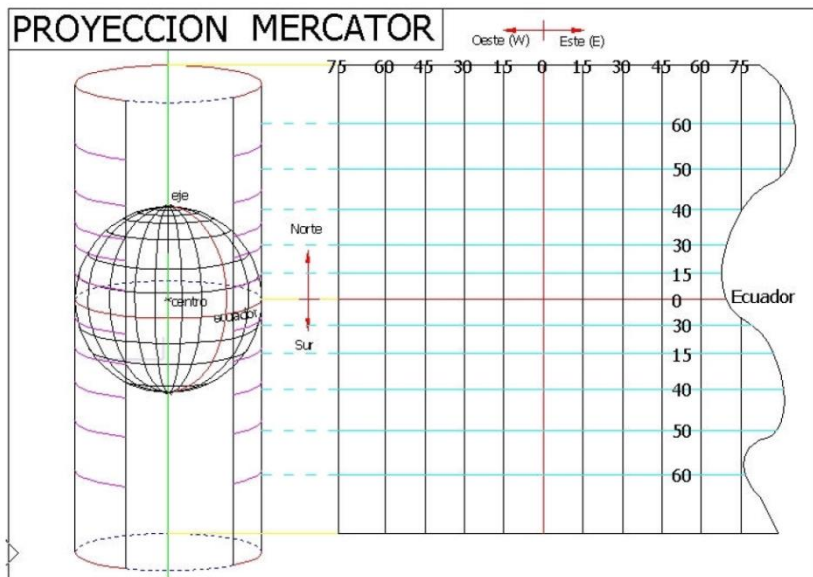 PROYECCION MERCATOR
Oeste (W) Este (E)
75 60 45 30 15 0 15 30 45 60 75
60
50
eje
40
Norte
30
15
centro
0 Ecuador
ecuador
30
Sur
15
40
50
60